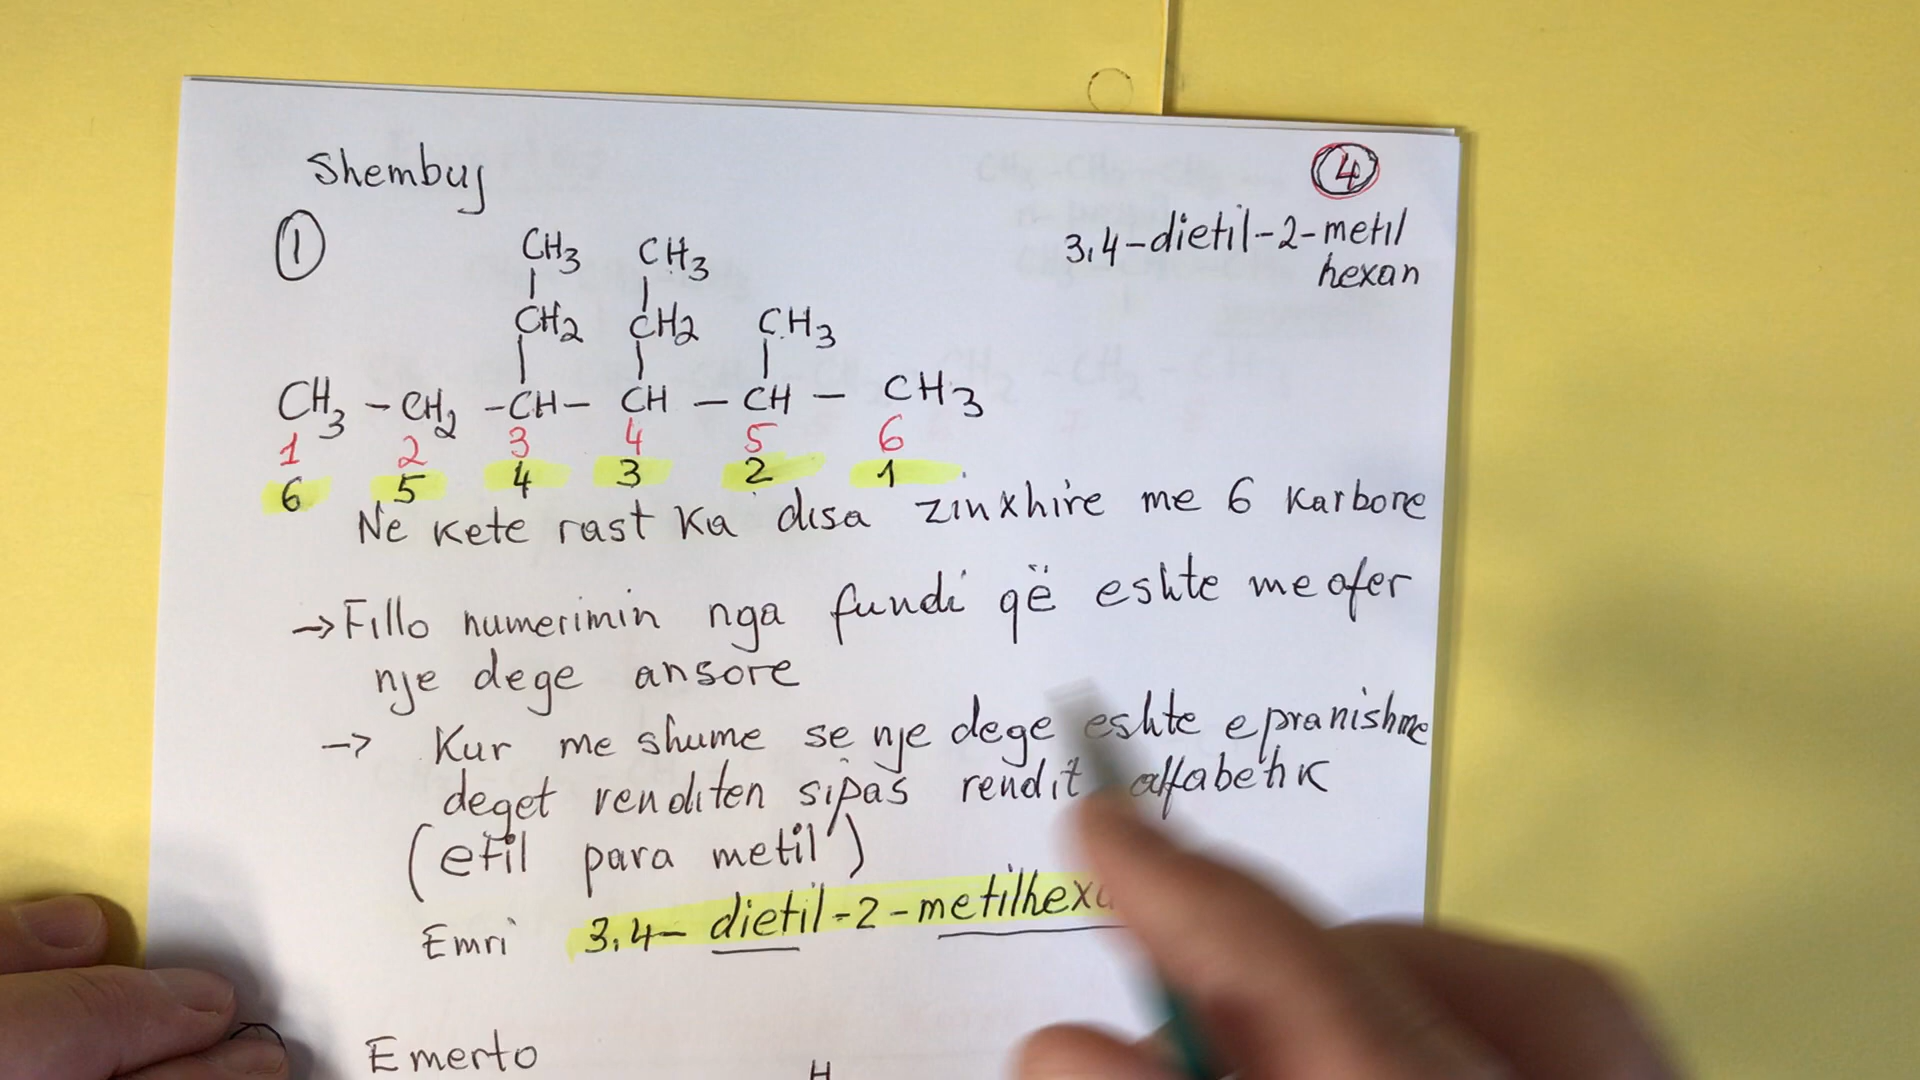 Shembuj
4
1
3,4-dietil-2-metil
hexan
CH3 CH3
CH2 CH2 CH3
CH3 - CH2 - CH - CH - CH - CH3
1 2 3 4 5 6
6 5 4 3 2 1
Ne kete rast ka disa zinxhire me 6 karbone
→ Fillo numerimin nga fundi që eshte me afer
nje dege ansore
→ Kur me shume se nje dege eshte e pranishme
deget renditen sipas rendit alfabetik
(etil para metil)
Emri 3,4- dietil-2-metilhexa
Emerto
H